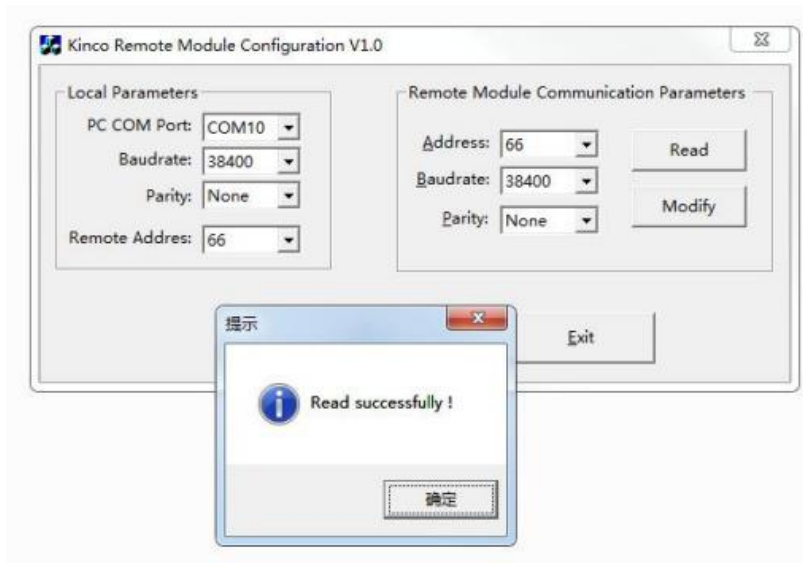 Kinco Remote Module Configuration V1.0
Local Parameters
PC COM Port: COM10
Baudrate: 38400
Parity: None
Remote Addres: 66
Remote Module Communication Parameters
Address: 66
Baudrate: 38400
Parity: None
Read
Modify
Exit
提示
Read successfully !
确定